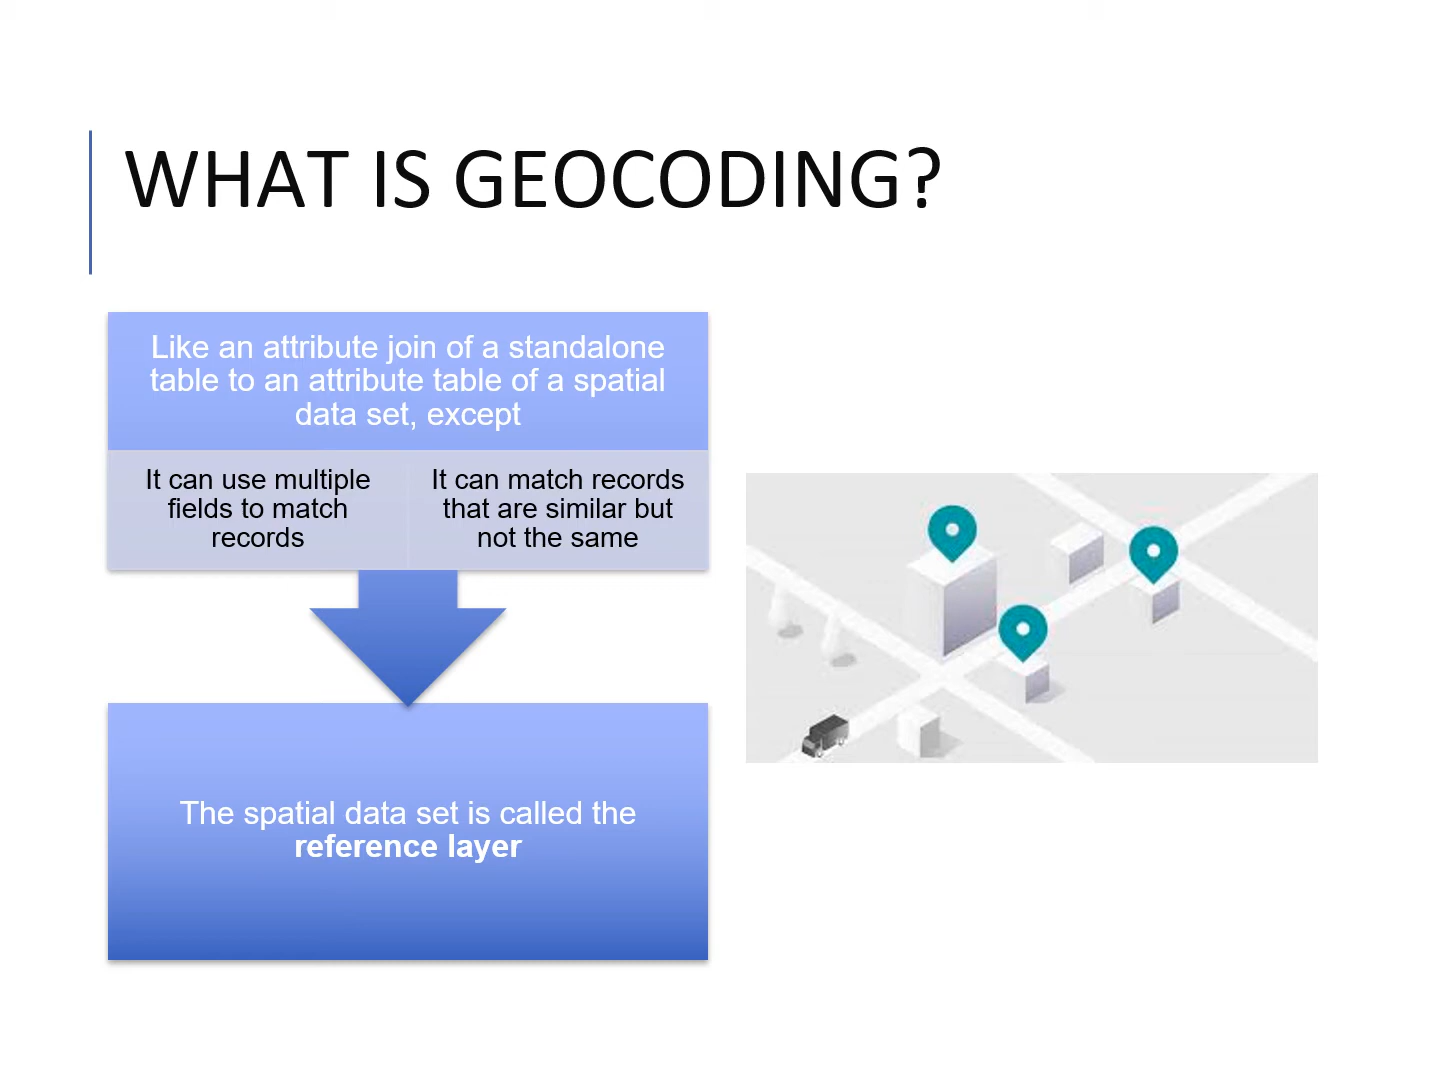 WHAT IS GEOCODING?
Like an attribute join of a standalone
table to an attribute table of a spatial
data set, except
It can use multiple
fields to match
records
It can match records
that are similar but
not the same
The spatial data set is called the
reference layer